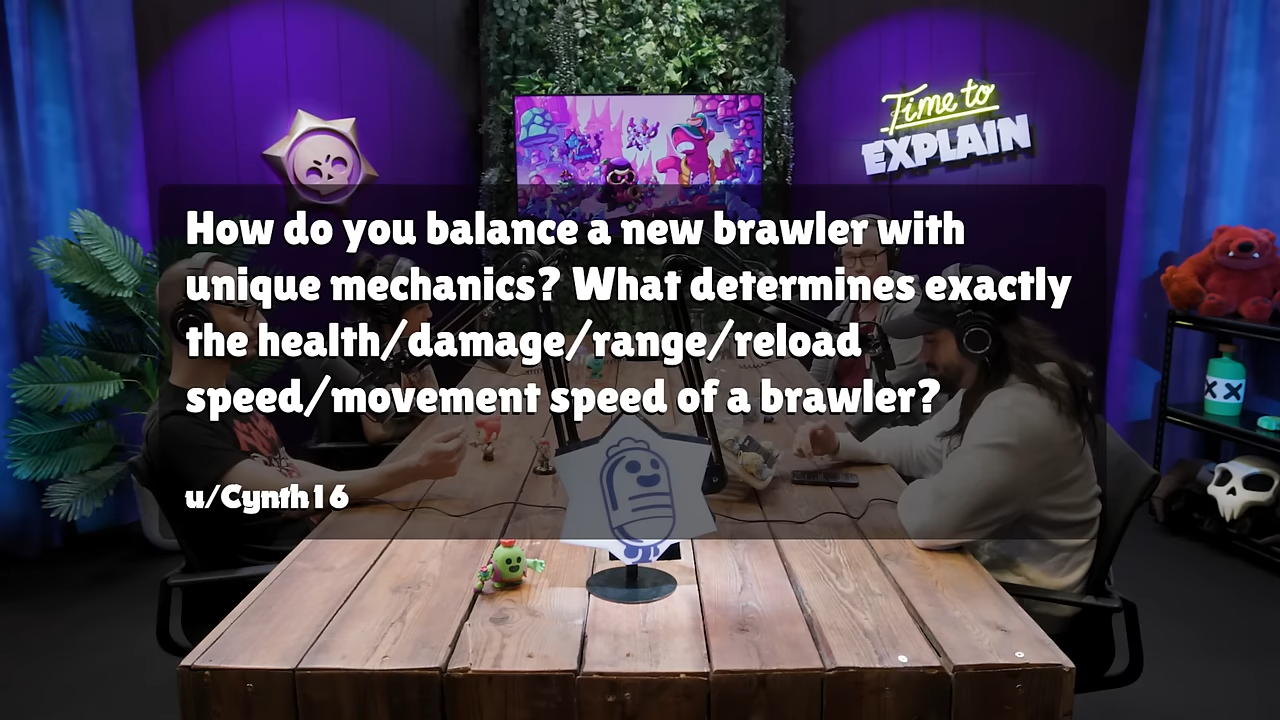 Time to
EXPLAIN
How do you balance a new brawler with
unique mechanics? What determines exactly
the health/damage/range/reload
speed/movement speed of a brawler?
u/Cynth16